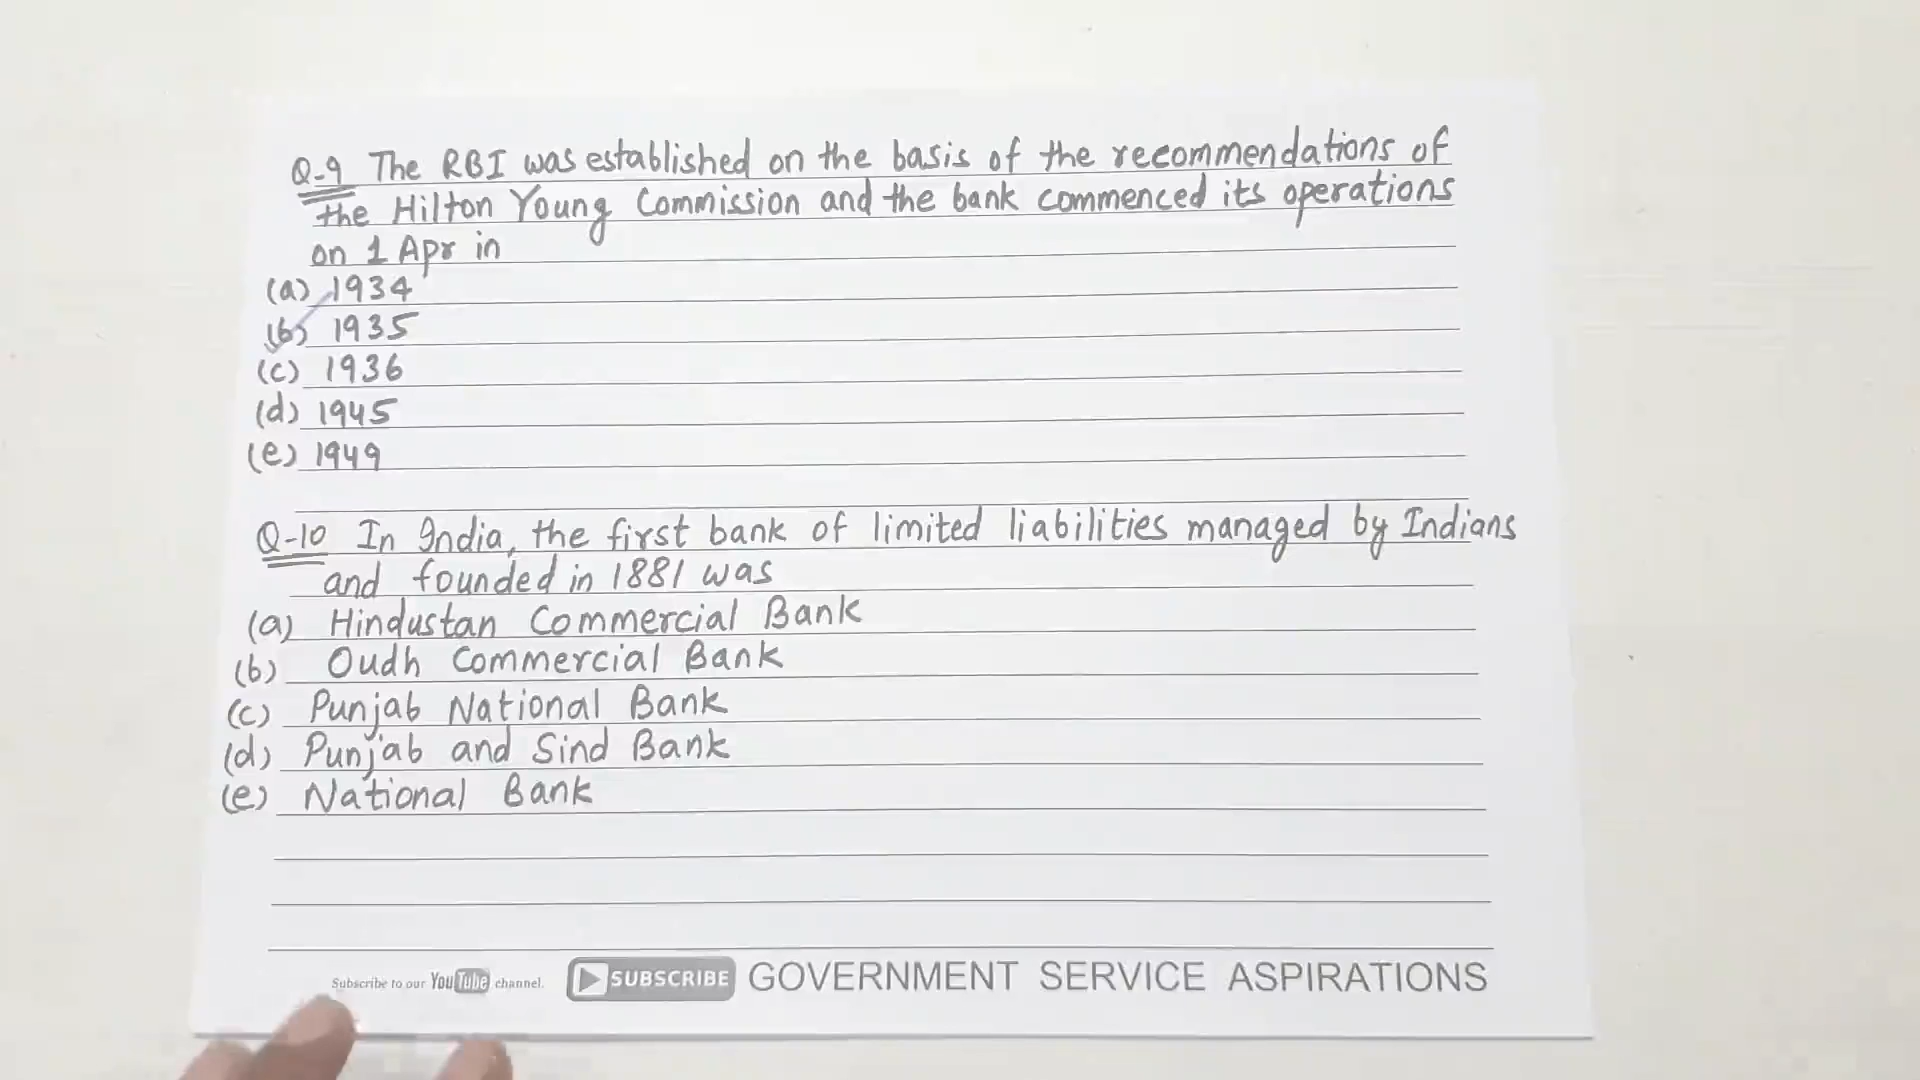 Q-9 The RBI was established on the basis of the recommendations of
the Hilton Young Commission and the bank commenced its operations
on 1 Apr in
(a) 1934
(b) 1935
(c) 1936
(d) 1945
(e) 1949
Q-10 In India, the first bank of limited liabilities managed by Indians
and founded in 1881 was
(a) Hindustan Commercial Bank
(b) Oudh Commercial Bank
(c) Punjab National Bank
(d) Punjab and Sind Bank
(e) National Bank
Subscribe to our YouTube channel. SUBSCRIBE GOVERNMENT SERVICE ASPIRATIONS